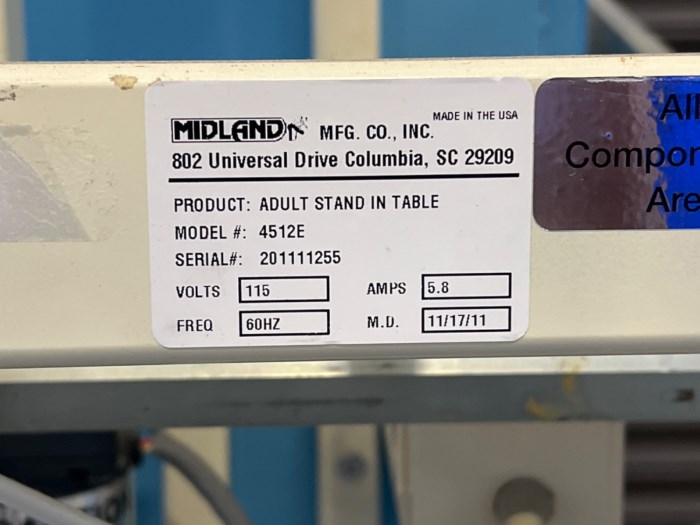 MADE IN THE USA
MIDLAND MFG. CO., INC.
802 Universal Drive Columbia, SC 29209
PRODUCT: ADULT STAND IN TABLE
MODEL #: 4512E
SERIAL#: 201111255
VOLTS 115 AMPS 5.8
FREQ 60HZ M.D. 11/17/11
All
Compon
Are